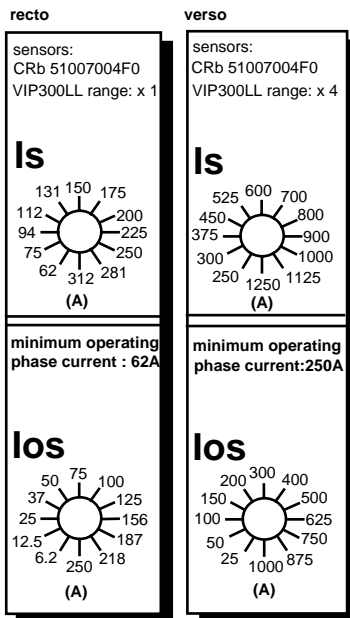 recto
sensors:
CRb 51007004F0
VIP300LL range: x 1
Is
131 150 175
112 200
94 225
75 250
62 312 281
(A)
minimum operating
phase current : 62A
Ios
50 75 100
37 125
25 156
12.5 187
6.2 250 218
(A)
verso
sensors:
CRb 51007004F0
VIP300LL range: x 4
Is
525 600 700
450 800
375 900
300 1000
250 1250 1125
(A)
minimum operating
phase current:250A
Ios
200 300 400
150 500
100 625
50 750
25 1000 875
(A)